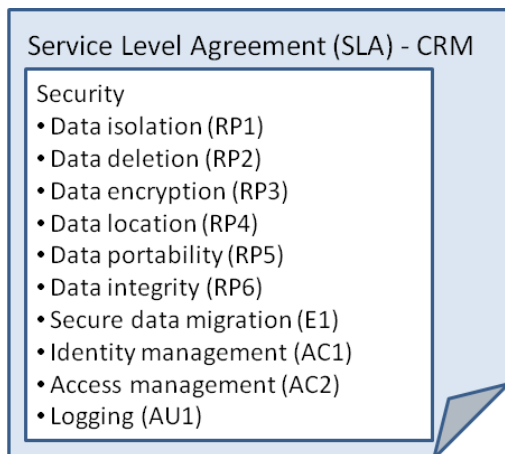 Service Level Agreement (SLA) - CRM
Security
• Data isolation (RP1)
• Data deletion (RP2)
• Data encryption (RP3)
• Data location (RP4)
• Data portability (RP5)
• Data integrity (RP6)
• Secure data migration (E1)
• Identity management (AC1)
• Access management (AC2)
• Logging (AU1)